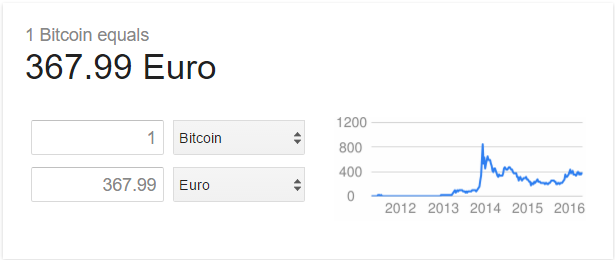 1 Bitcoin equals
367.99 Euro
1 Bitcoin
367.99 Euro
1200
800
400
0
2012 2013 2014 2015 2016